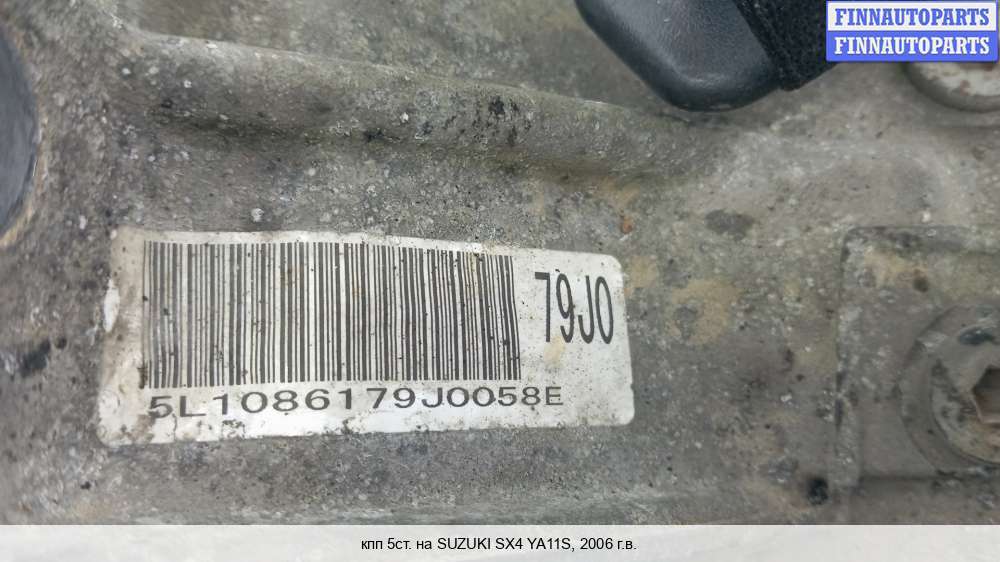 FINNAUTOPARTS
FINNAUTOPARTS
79J0
5L1086179J0058E
кпп 5ст. на SUZUKI SX4 YA11S, 2006 г.в.